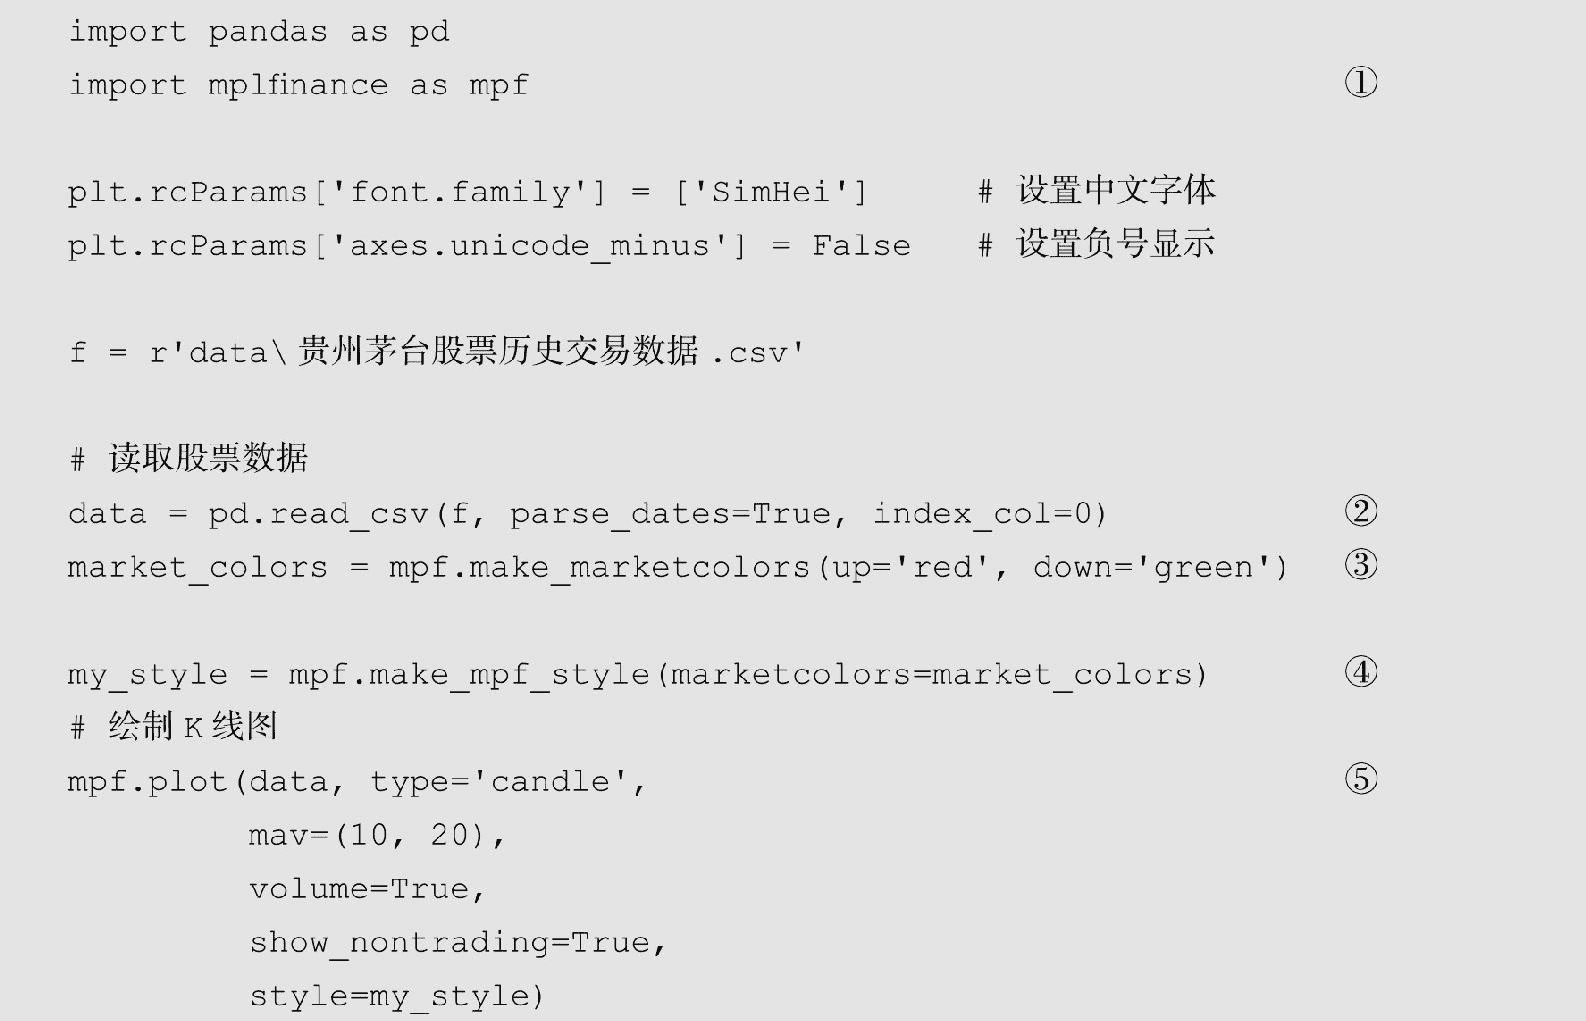 import pandas as pd
import mplfinance as mpf ①
plt.rcParams['font.family'] = ['SimHei'] # 设置中文字体
plt.rcParams['axes.unicode_minus'] = False # 设置负号显示
f = r'data\贵州茅台股票历史交易数据.csv'
# 读取股票数据
data = pd.read_csv(f, parse_dates=True, index_col=0) ②
market_colors = mpf.make_marketcolors(up='red', down='green') ③
my_style = mpf.make_mpf_style(marketcolors=market_colors) ④
# 绘制K线图
mpf.plot(data, type='candle', ⑤
mav=(10, 20),
volume=True,
show_nontrading=True,
style=my_style)